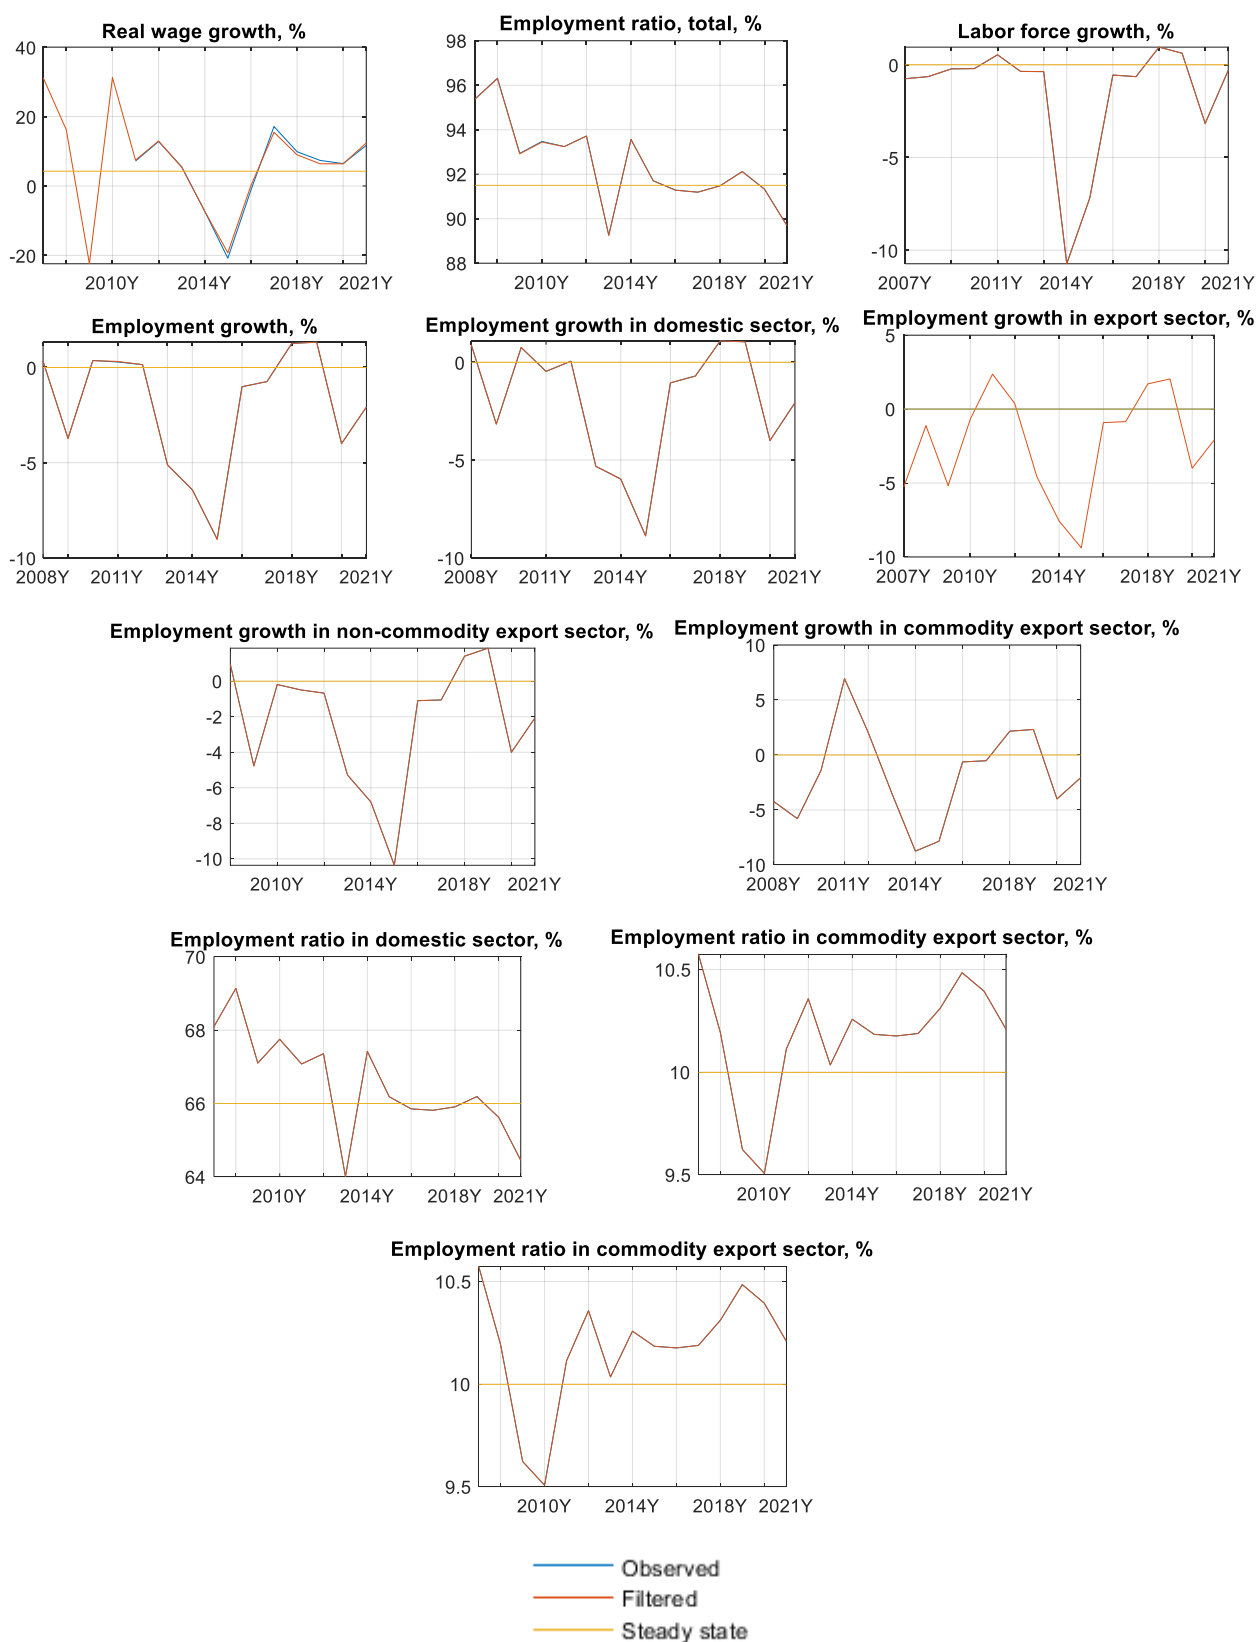 Real wage growth, %
40
20
0
-20
2010Y 2014Y 2018Y 2021Y
Employment ratio, total, %
98
96
94
92
90
88
2010Y 2014Y 2018Y 2021Y
Labor force growth, %
0
-5
-10
2007Y 2011Y 2014Y 2018Y 2021Y
Employment growth, %
0
-5
-10
2008Y 2011Y 2014Y 2018Y 2021Y
Employment growth in domestic sector, %
0
-5
-10
2008Y 2011Y 2014Y 2018Y 2021Y
Employment growth in export sector, %
5
0
-5
-10
2007Y 2010Y 2014Y 2018Y 2021Y
Employment growth in non-commodity export sector, %
0
-2
-4
-6
-8
-10
2010Y 2014Y 2018Y 2021Y
Employment growth in commodity export sector, %
10
5
0
-5
-10
2008Y 2011Y 2014Y 2018Y 2021Y
Employment ratio in domestic sector, %
70
68
66
64
2010Y 2014Y 2018Y 2021Y
Employment ratio in commodity export sector, %
10.5
10
9.5
2010Y 2014Y 2018Y 2021Y
Employment ratio in commodity export sector, %
10.5
10
9.5
2010Y 2014Y 2018Y 2021Y
Observed
Filtered
Steady state